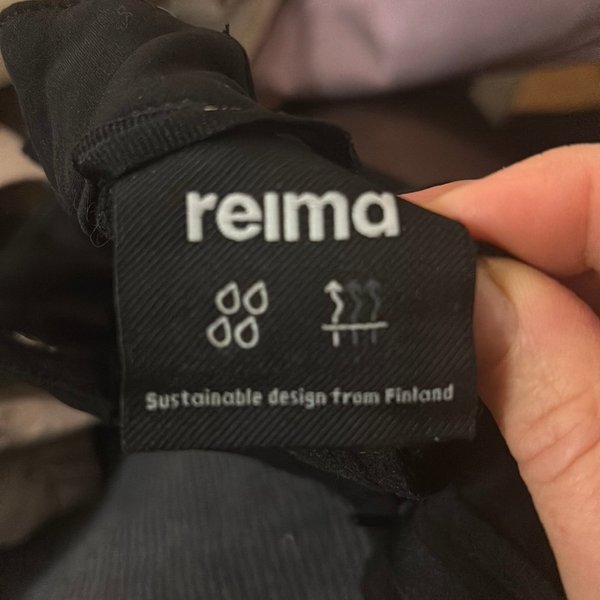 reima
Sustainable design from Finland